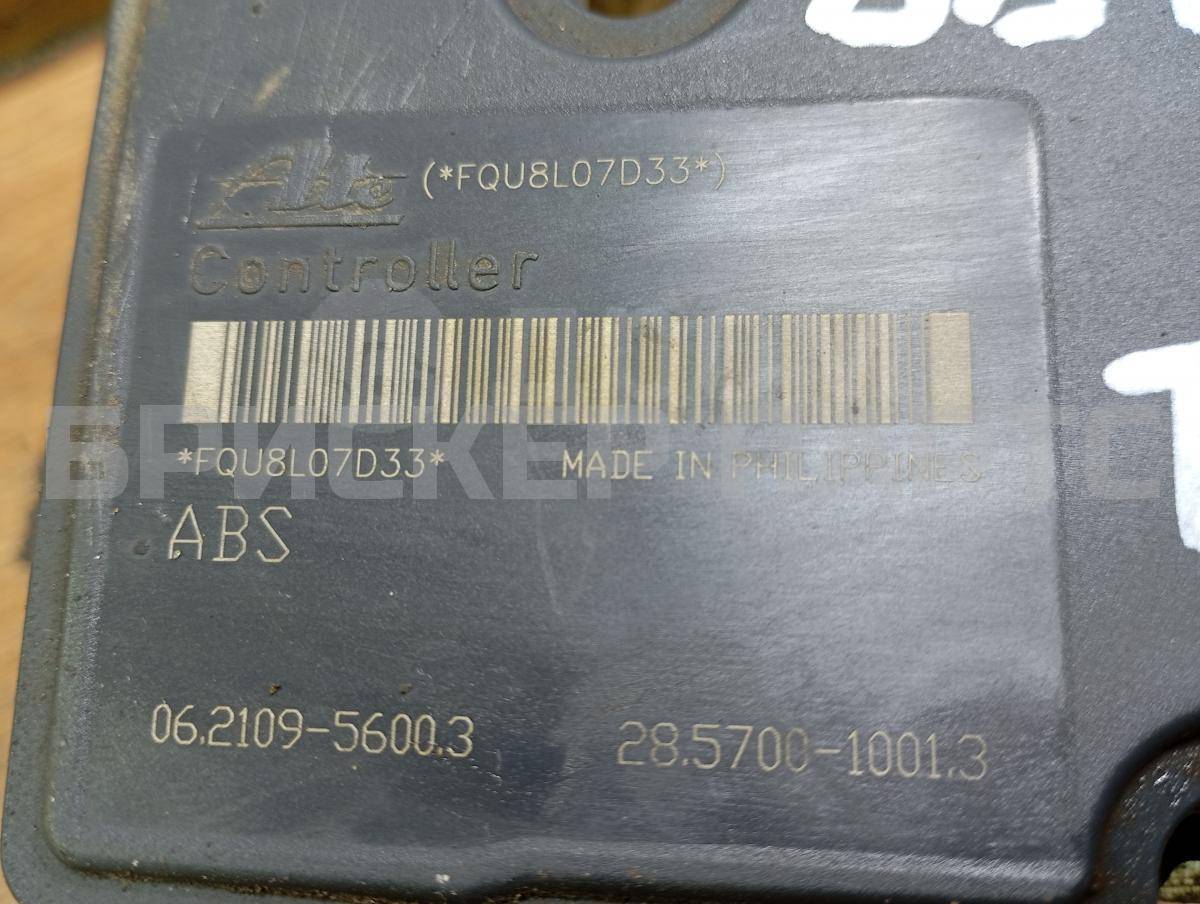 Ate (*FQU8L07D33*)
Controller
БРИСКЕР
*FQU8L07D33* MADE IN PHILIPPINES
ABS
06.2109-5600.3 28.5700-1001.3